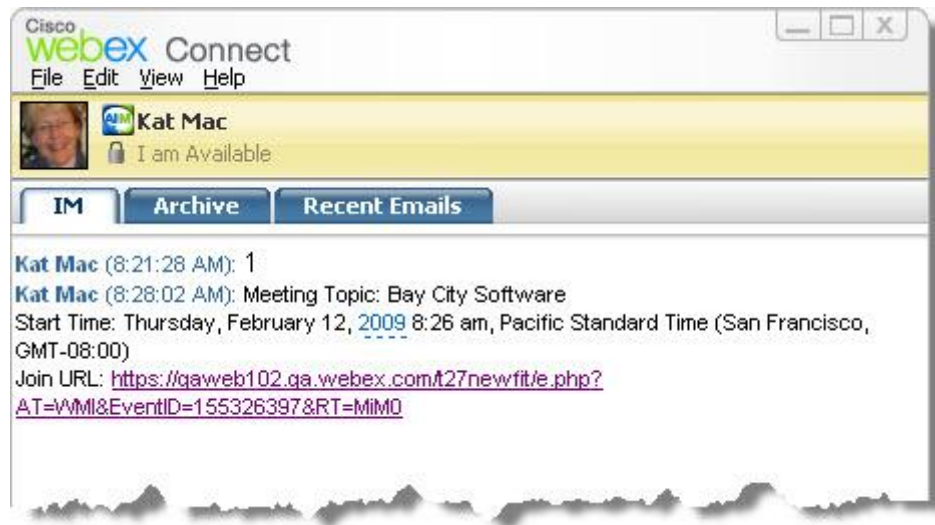 Cisco
webex Connect
File Edit View Help
AIM Kat Mac
I am Available
IM Archive Recent Emails
Kat Mac (8:21:28 AM): 1
Kat Mac (8:28:02 AM): Meeting Topic: Bay City Software
Start Time: Thursday, February 12, 2009 8:26 am, Pacific Standard Time (San Francisco,
GMT-08:00)
Join URL: https://qaweb102.qa.webex.com/t27newfit/e.php?
AT=WMI&EventID=155326397&RT=MiM0